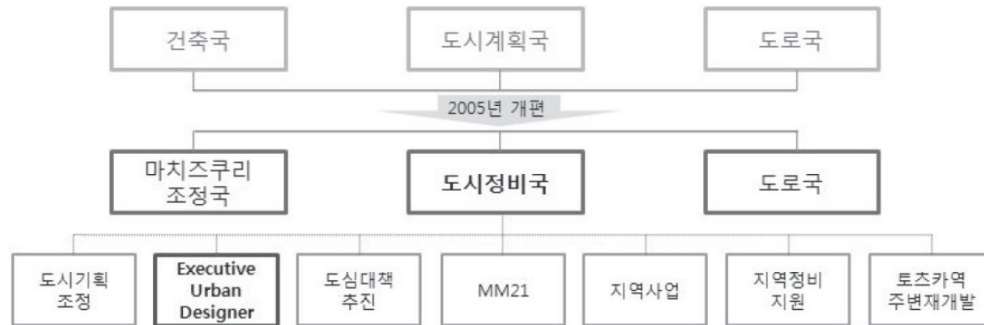 건축국
도시계획국
도로국
2005년 개편
마치즈쿠리
조정국
도시정비국
도로국
도시기획
조정
Executive
Urban
Designer
도심대책
추진
MM21
지역사업
지역정비
지원
토츠카역
주변재개발